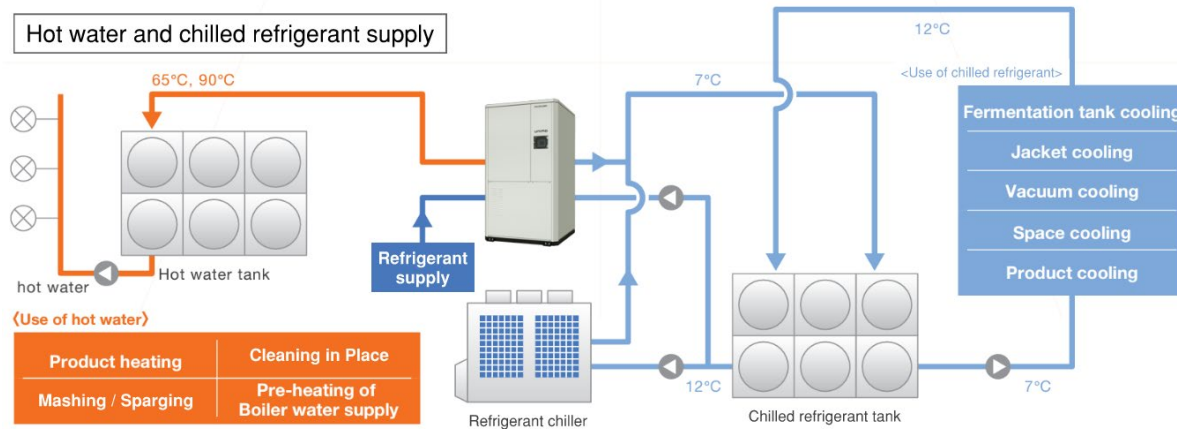 Hot water and chilled refrigerant supply
65°C, 90°C
7°C
12°C
<Use of chilled refrigerant>
Fermentation tank cooling
Jacket cooling
Vacuum cooling
Space cooling
Product cooling
Refrigerant
supply
Hot water tank
hot water
〈Use of hot water〉
Product heating
Cleaning in Place
Mashing / Sparging
Pre-heating of
Boiler water supply
Refrigerant chiller
12°C
Chilled refrigerant tank
7°C